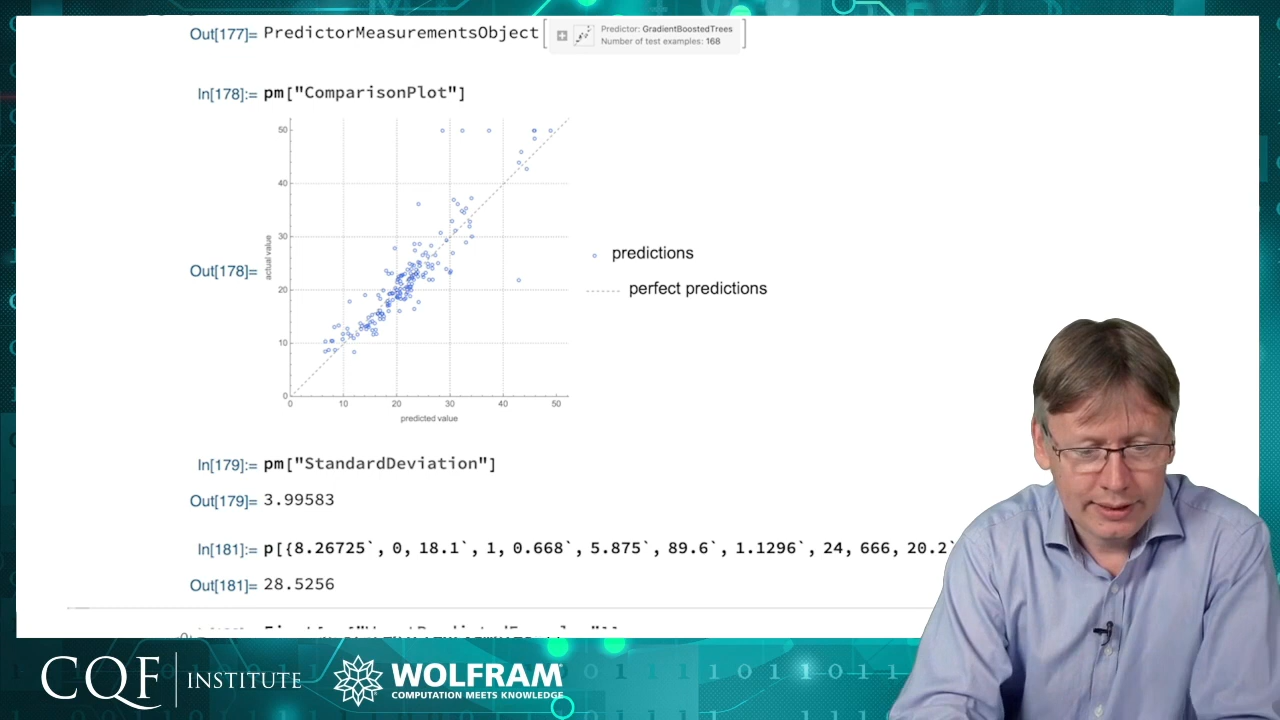 Out[177]= PredictorMeasurementsObject[ Predictor: GradientBoostedTrees
Number of test examples: 168 ]
In[178]:= pm["ComparisonPlot"]
50
40
30
20
10
0
actual value
0 10 20 30 40 50
predicted value
Out[178]=
predictions
perfect predictions
In[179]:= pm["StandardDeviation"]
Out[179]= 3.99583
In[181]:= p[{8.26725`, 0, 18.1`, 1, 0.668`, 5.875`, 89.6`, 1.1296`, 24, 666, 20.2`
Out[181]= 28.5256
CQF INSTITUTE
WOLFRAM
COMPUTATION MEETS KNOWLEDGE